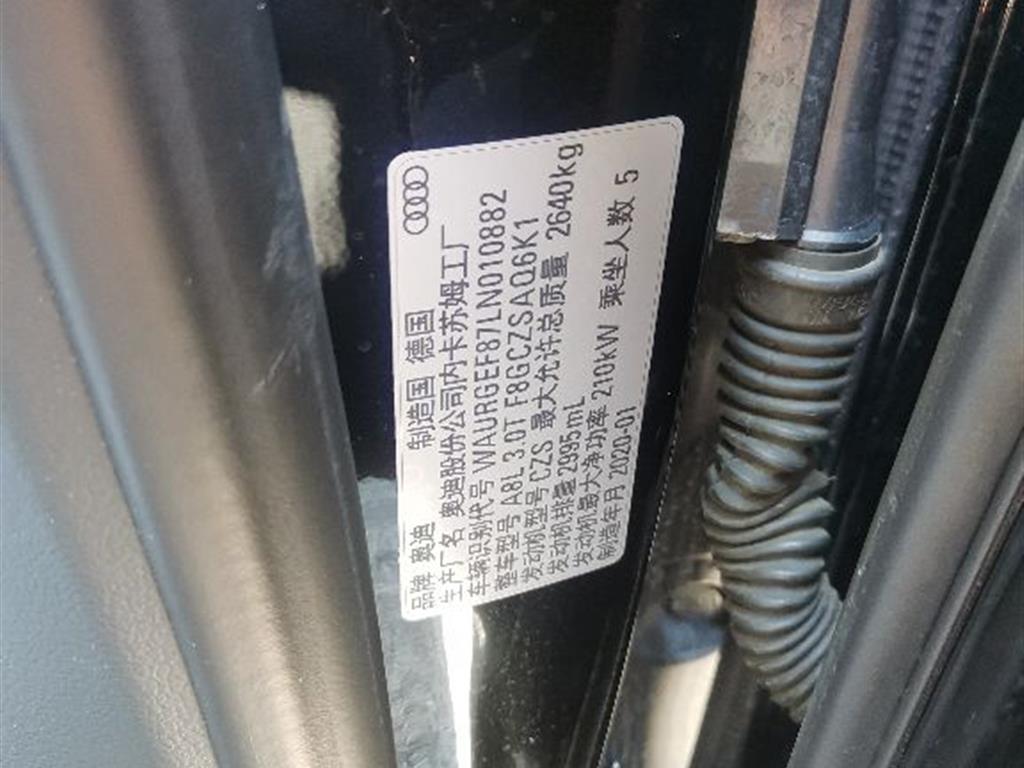 品牌 奥迪 制造国 德国
生产厂名 奥迪股份公司内卡苏姆工厂
车辆识别代号 WAURGEF87LN010882
整车型号 A8L 3.0T F8GCZSAQ6K1
发动机型号 CZS 最大允许总质量 2640kg
发动机排量 2995mL
发动机最大净功率 210kW 乘坐人数 5
制造年月 2020-01